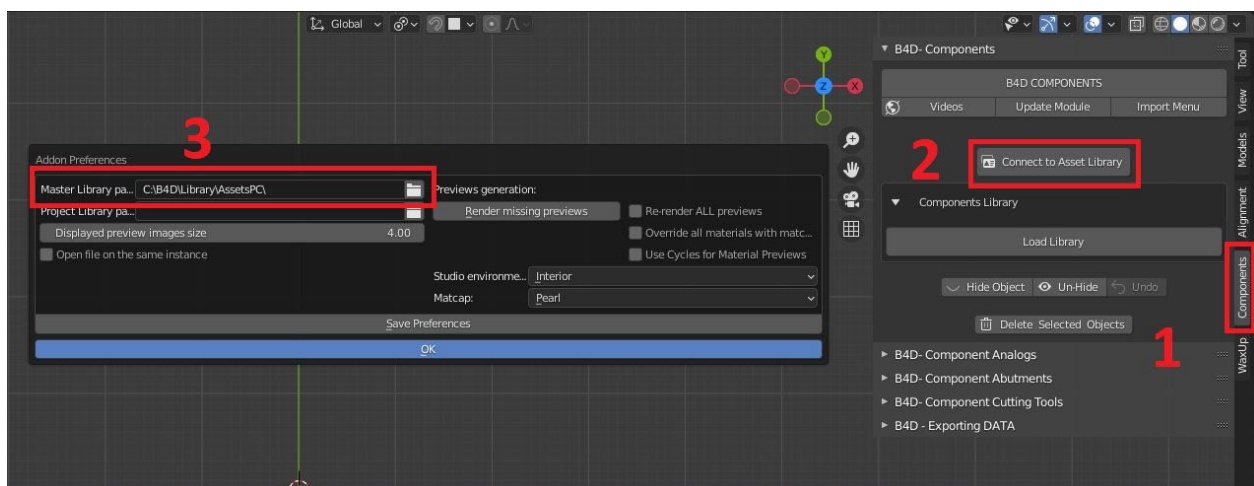 Global
B4D- Components
B4D COMPONENTS
Videos Update Module Import Menu
2
Connect to Asset Library
Components Library
Load Library
Hide Object Un-Hide Undo
Delete Selected Objects
1
B4D- Component Analogs
B4D- Component Abutments
B4D- Component Cutting Tools
B4D - Exporting DATA
Tool
View
Models
Alignment
Components
WaxUp
Y
Z X
3
Addon Preferences
Master Library pa... C:\B4D\Library\AssetsPC\
Project Library pa...
Displayed preview images size 4.00
Open file on the same instance
Previews generation:
Render missing previews Re-render ALL previews
Override all materials with matc...
Use Cycles for Material Previews
Studio environme... Interior
Matcap: Pearl
Save Preferences
OK